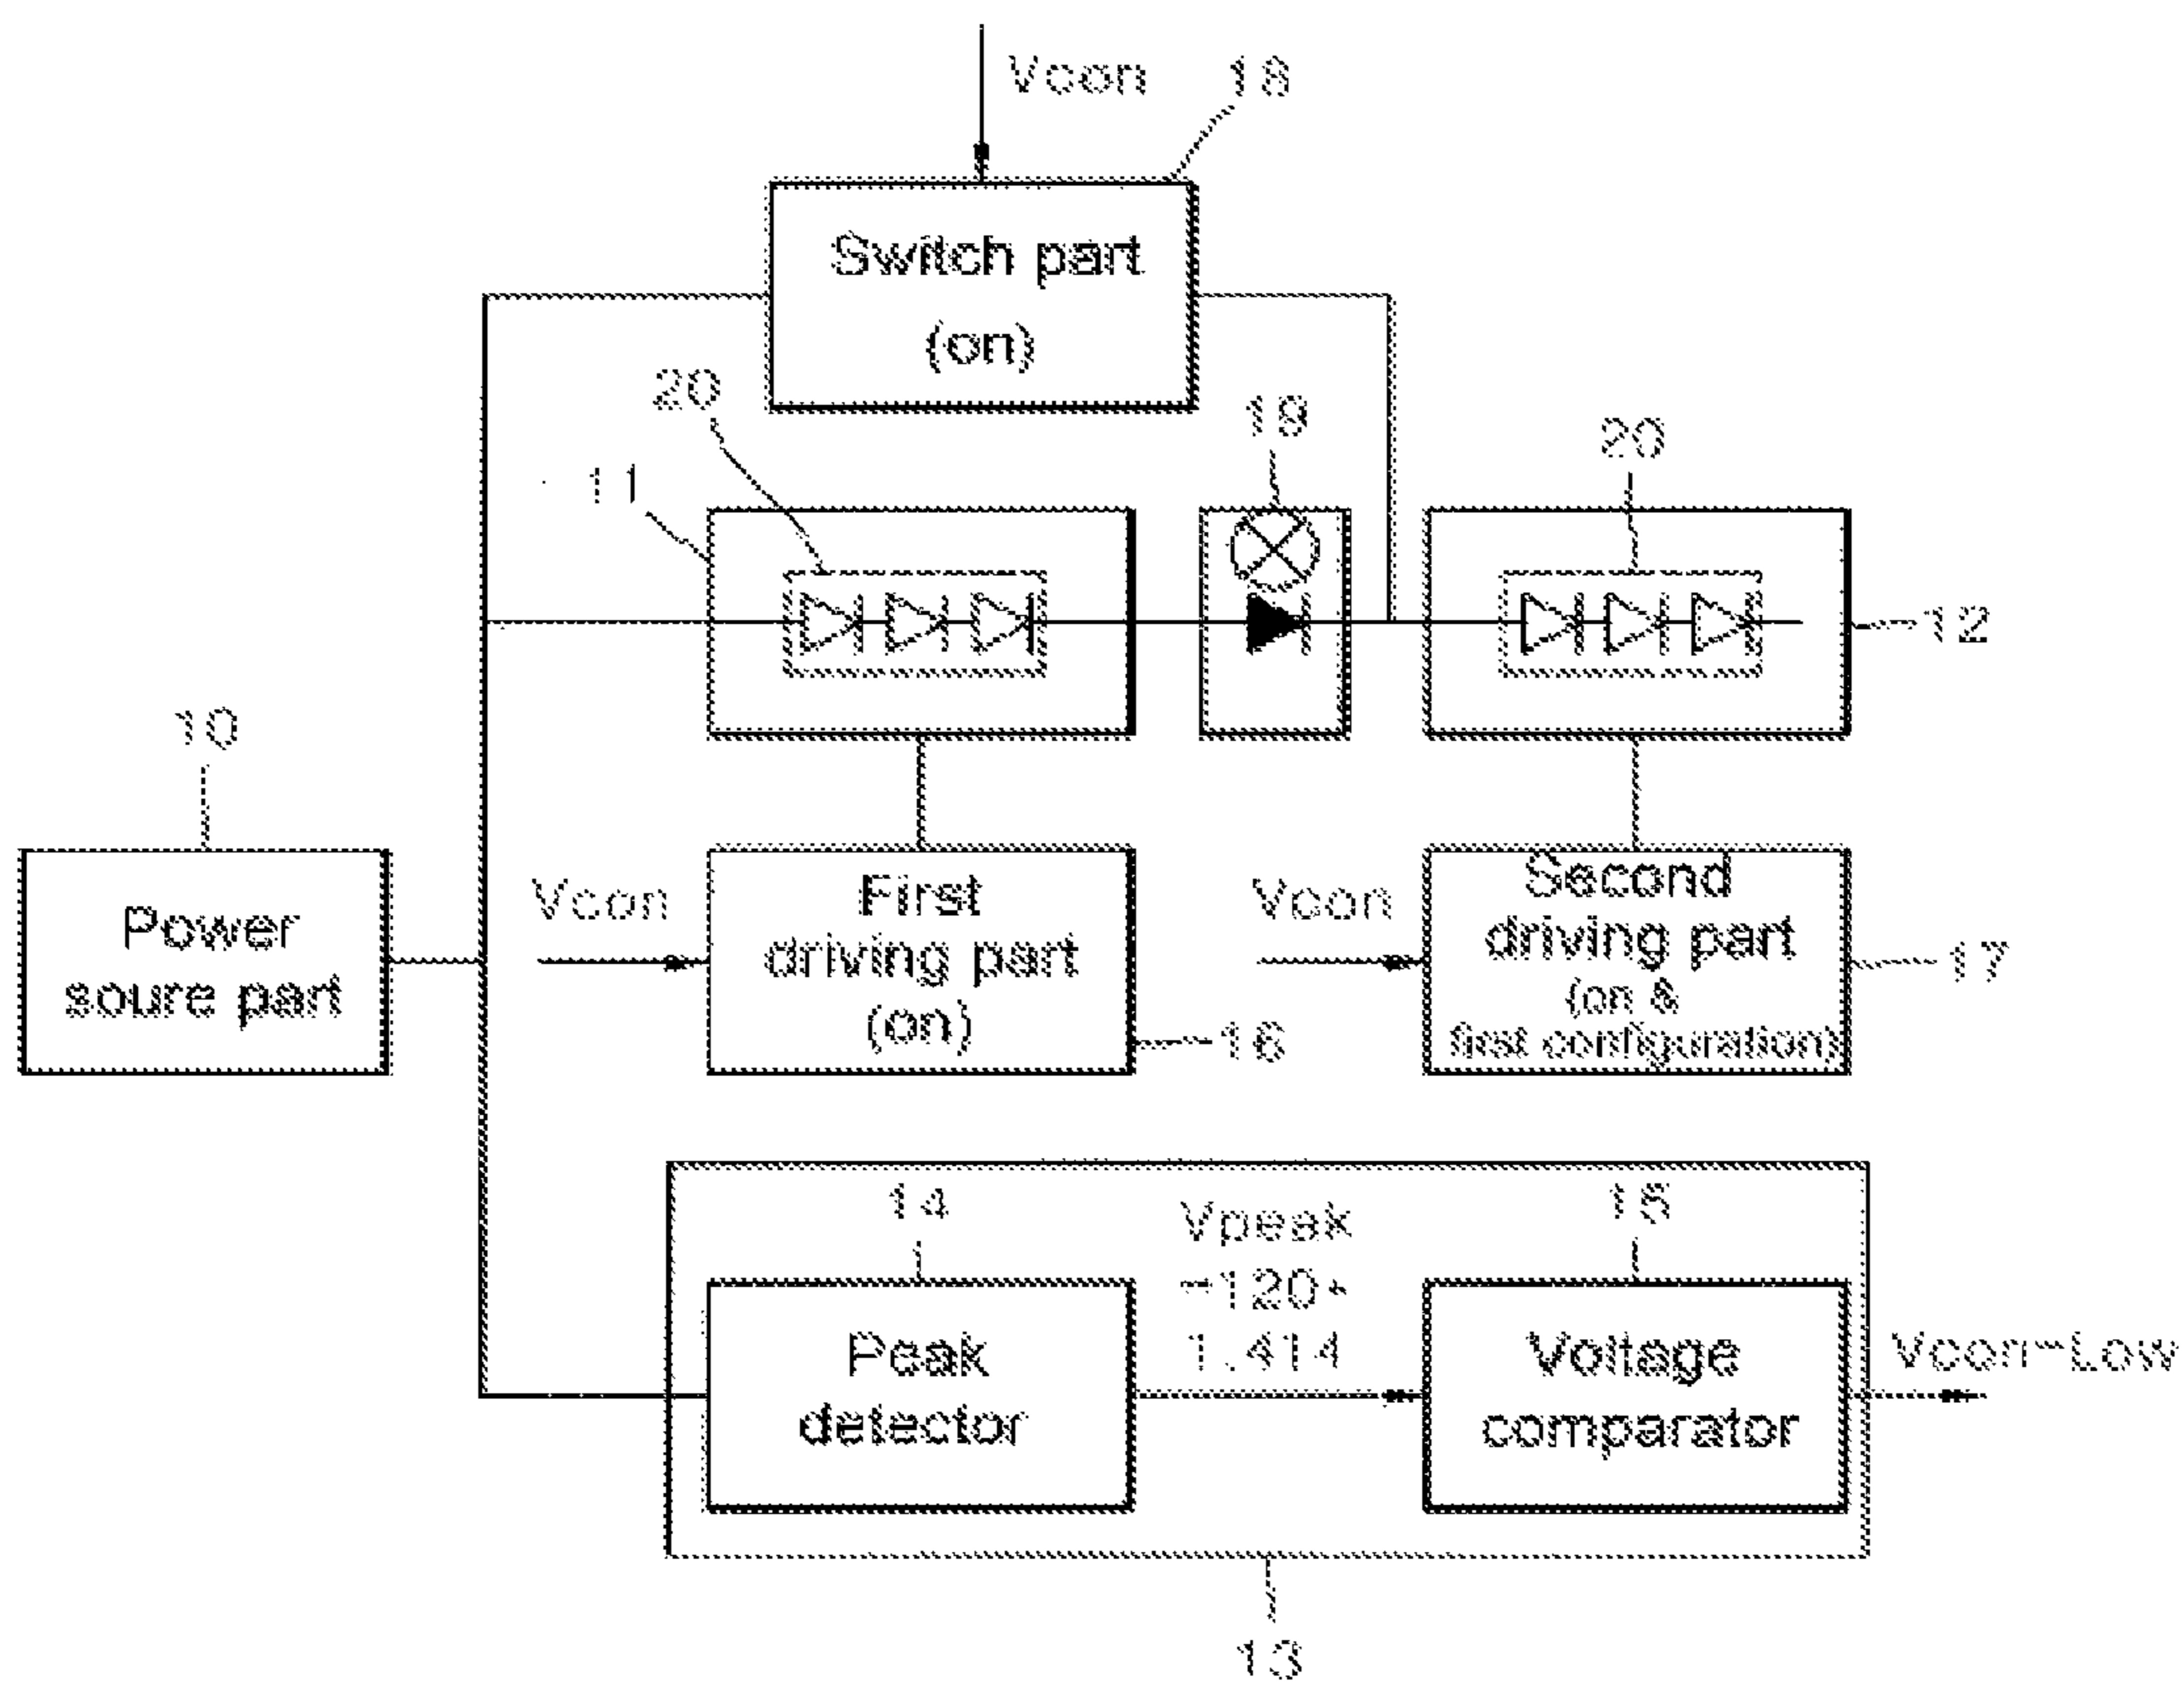 Vcon
18
Switch part
(on)
20
11
19
20
12
10
Power
soure part
Vcon
First
driving part
(on)
16
Vcon
Second
driving part
(on &
first configuration)
17
14
Vpeak
=120*
1.414
15
Peak
detector
Voltage
comparator
Vcon=Low
13